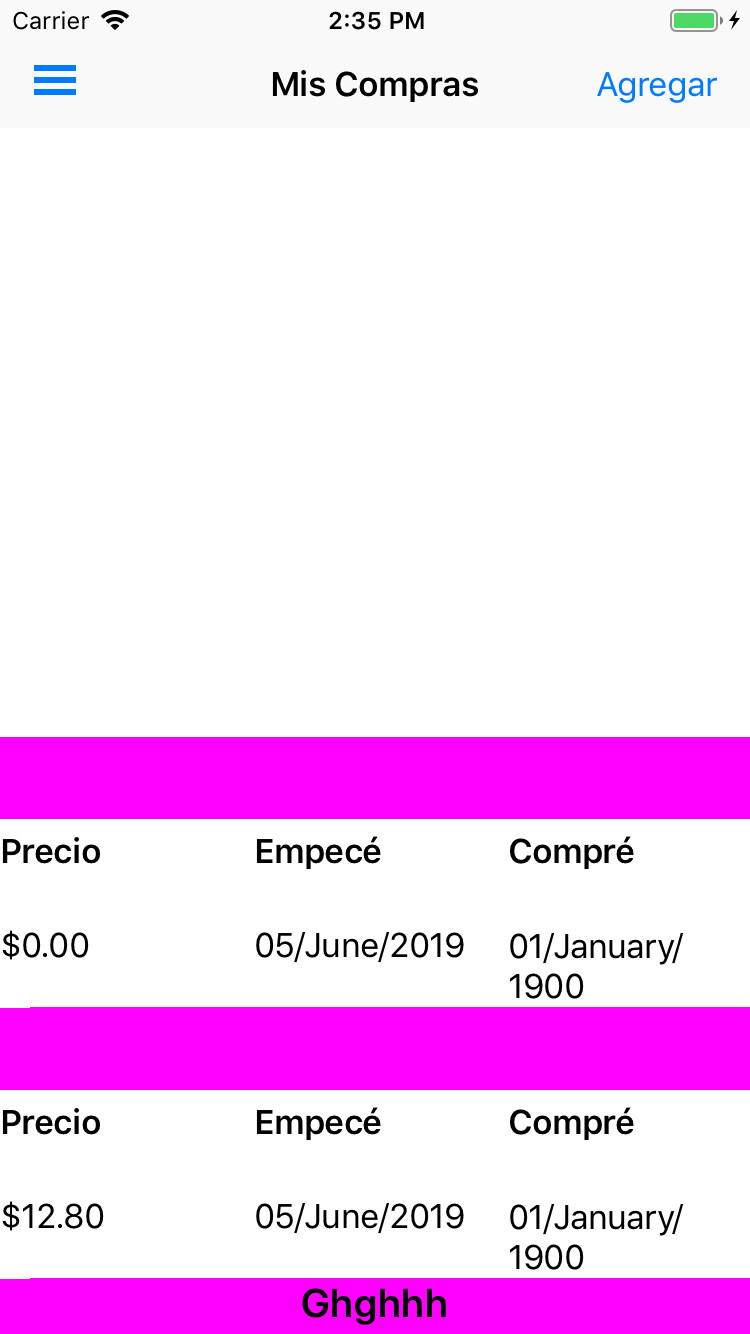 Carrier 2:35 PM
Mis Compras Agregar
Precio Empecé Compré
$0.00 05/June/2019 01/January/
1900
Precio Empecé Compré
$12.80 05/June/2019 01/January/
1900
Ghghhh